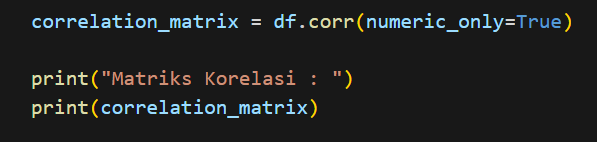 correlation_matrix = df.corr(numeric_only=True)
print("Matriks Korelasi : ")
print(correlation_matrix)